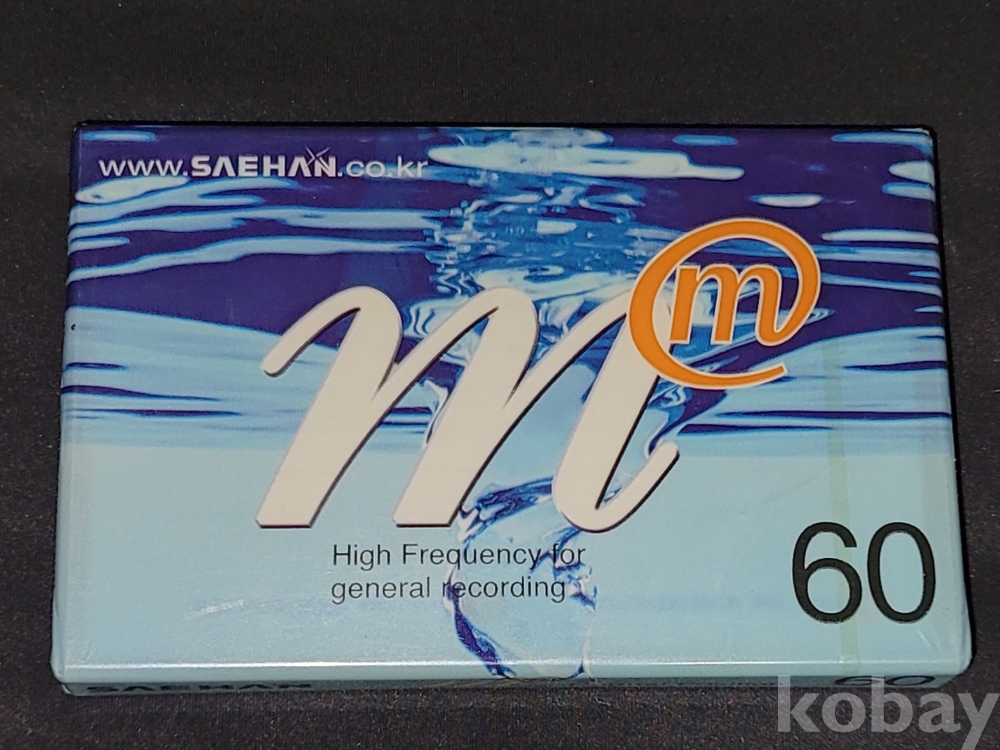 www.SAEHAN.co.kr
m
m
High Frequency for
general recording
60
SAEHAN
60
kobay